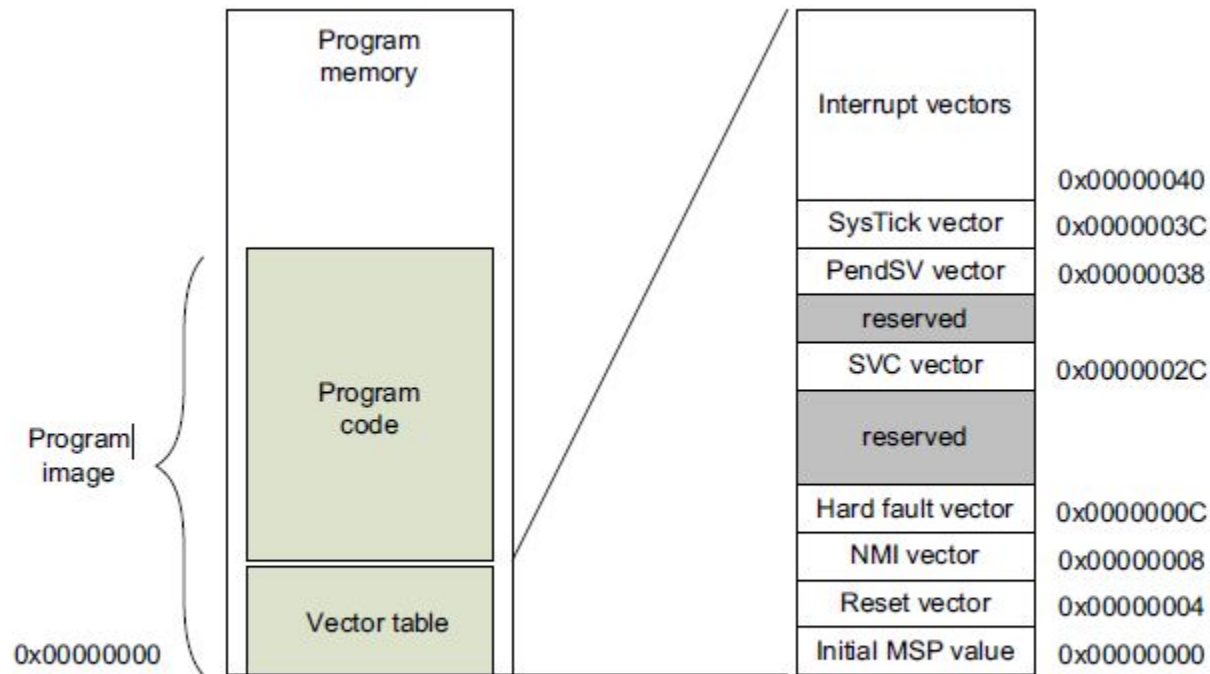 Program
memory
Program
code
Vector table
Program
image
0x00000000
Interrupt vectors
0x00000040
SysTick vector
0x0000003C
PendSV vector
0x00000038
reserved
SVC vector
0x0000002C
reserved
Hard fault vector
0x0000000C
NMI vector
0x00000008
Reset vector
0x00000004
Initial MSP value
0x00000000